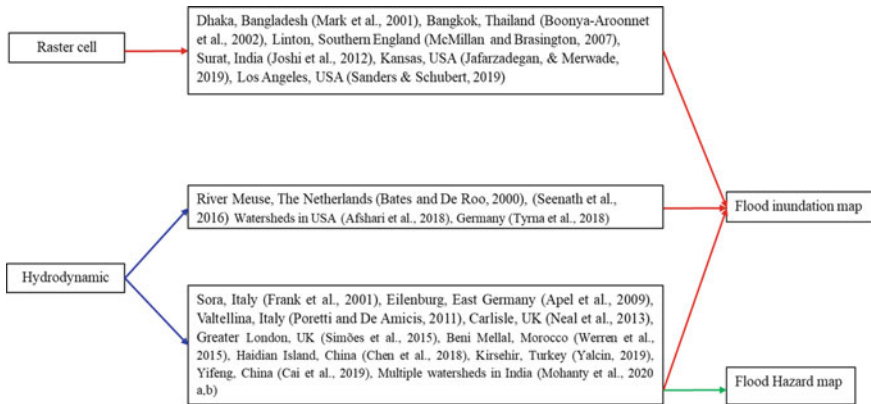 Raster cell
Dhaka, Bangladesh (Mark et al., 2001), Bangkok, Thailand (Boonya-Aroonnet
et al., 2002), Linton, Southern England (McMillan and Brasington, 2007),
Surat, India (Joshi et al., 2012), Kansas, USA (Jafarzadegan, & Merwade,
2019), Los Angeles, USA (Sanders & Schubert, 2019)
River Meuse, The Netherlands (Bates and De Roo, 2000), (Seenath et al.,
2016) Watersheds in USA (Afshari et al., 2018), Germany (Tyrna et al., 2018)
Flood inundation map
Hydrodynamic
Sora, Italy (Frank et al., 2001), Eilenburg, East Germany (Apel et al., 2009),
Valtellina, Italy (Poretti and De Amicis, 2011), Carlisle, UK (Neal et al., 2013),
Greater London, UK (Simões et al., 2015), Beni Mellal, Morocco (Werren et al.,
2015), Haidian Island, China (Chen et al., 2018), Kirsehir, Turkey (Yalcin, 2019),
Yifeng, China (Cai et al., 2019), Multiple watersheds in India (Mohanty et al., 2020
a,b)
Flood Hazard map